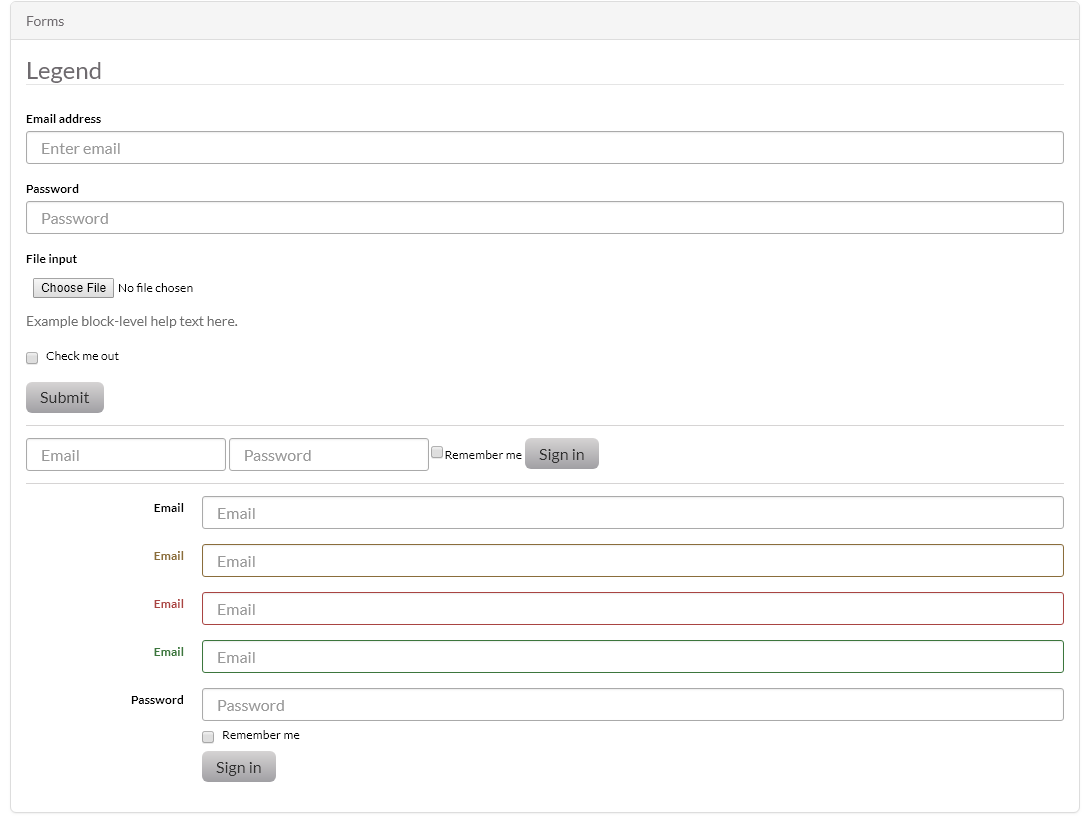 Forms
Legend
Email address
Enter email
Password
Password
File input
Choose File No file chosen
Example block-level help text here.
Check me out
Submit
Email Password Remember me Sign in
Email Email
Email Email
Email Email
Email Email
Password Password
Remember me
Sign in